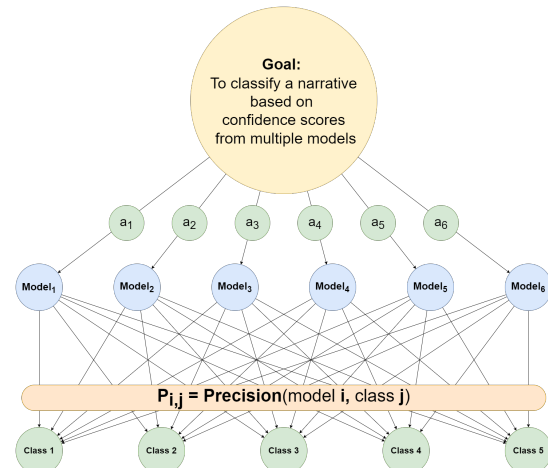 Goal:
To classify a narrative
based on
confidence scores
from multiple models
a1 a2 a3 a4 a5 a6
Model1 Model2 Model3 Model4 Model5 Model6
Pi,j = Precision(model i, class j)
Class 1 Class 2 Class 3 Class 4 Class 5